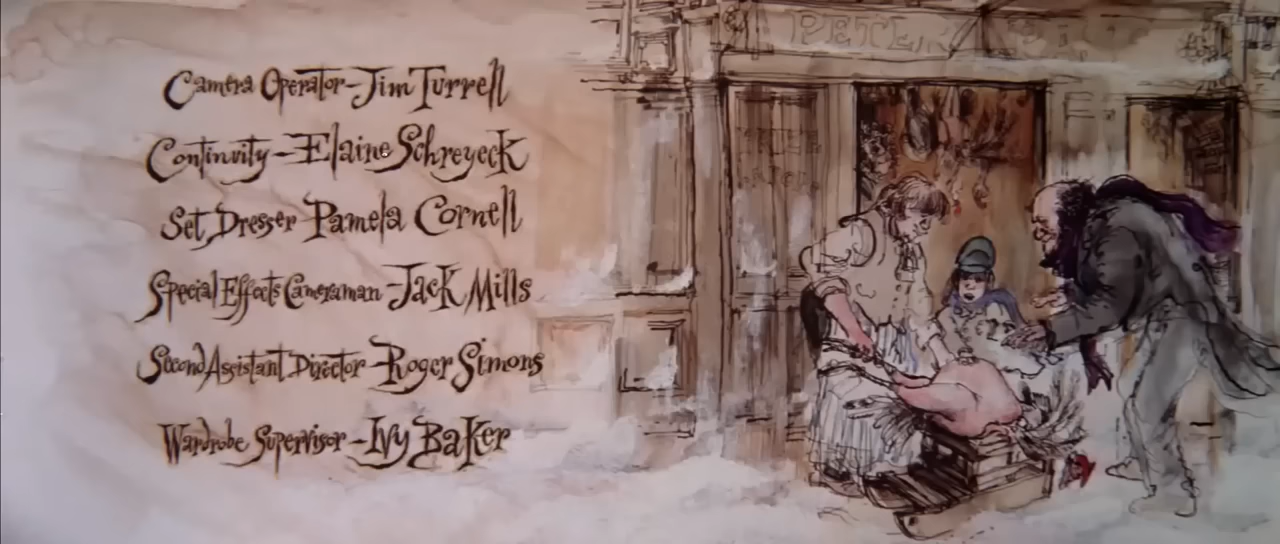 PETER
Camera Operator-Jim Turrell
Continuity-Elaine Schreyeck
Set Dresser-Pamela Cornell
Special Effects Cameraman-Jack Mills
Second Assistant Director-Roger Simons
Wardrobe Supervisor-Ivy Baker